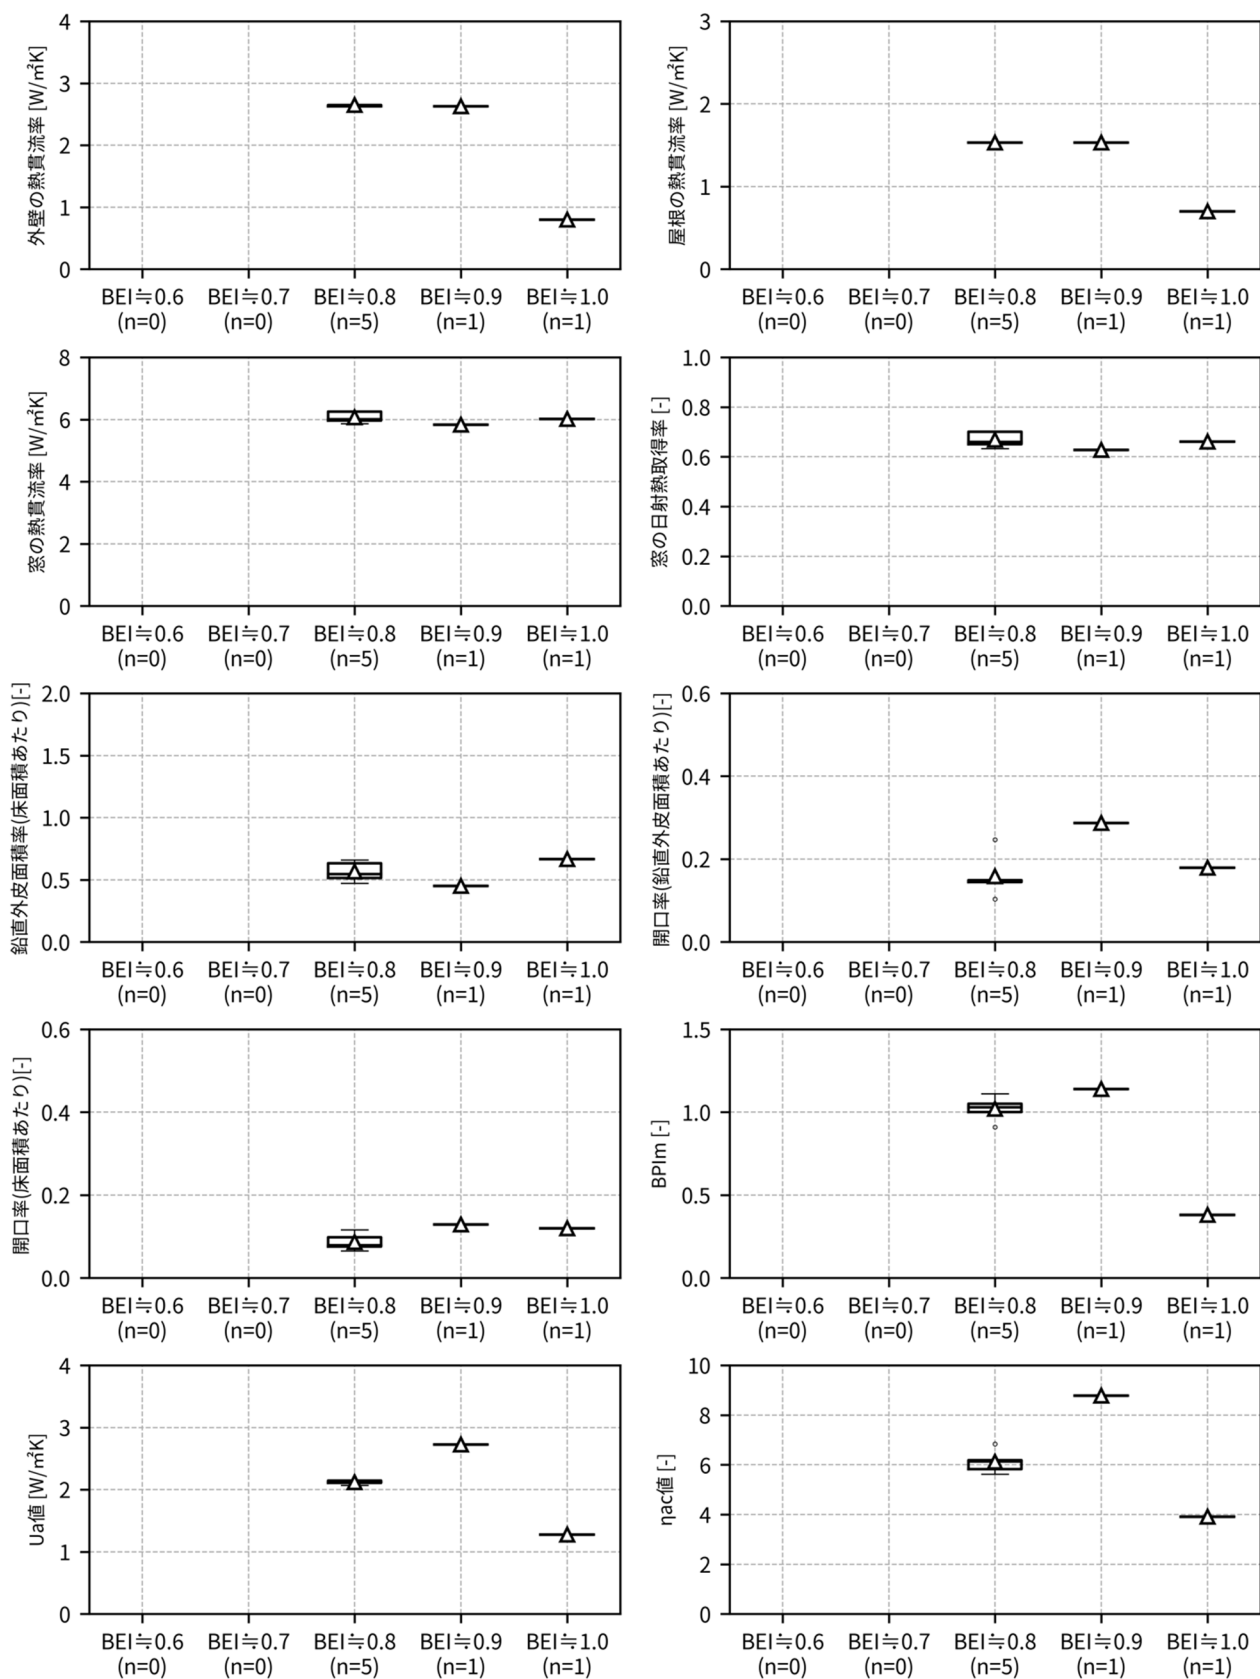 外壁の熱貫流率 [W/㎡K]
4
3
2
1
0
BEI≒0.6 BEI≒0.7 BEI≒0.8 BEI≒0.9 BEI≒1.0
(n=0) (n=0) (n=5) (n=1) (n=1)
屋根の熱貫流率 [W/㎡K]
3
2
1
0
BEI≒0.6 BEI≒0.7 BEI≒0.8 BEI≒0.9 BEI≒1.0
(n=0) (n=0) (n=5) (n=1) (n=1)
窓の熱貫流率 [W/㎡K]
8
6
4
2
0
BEI≒0.6 BEI≒0.7 BEI≒0.8 BEI≒0.9 BEI≒1.0
(n=0) (n=0) (n=5) (n=1) (n=1)
窓の日射熱取得率 [-]
1.0
0.8
0.6
0.4
0.2
0.0
BEI≒0.6 BEI≒0.7 BEI≒0.8 BEI≒0.9 BEI≒1.0
(n=0) (n=0) (n=5) (n=1) (n=1)
鉛直外皮面積率(床面積あたり)[-]
2.0
1.5
1.0
0.5
0.0
BEI≒0.6 BEI≒0.7 BEI≒0.8 BEI≒0.9 BEI≒1.0
(n=0) (n=0) (n=5) (n=1) (n=1)
開口率(鉛直外皮面積あたり)[-]
0.6
0.4
0.2
0.0
BEI≒0.6 BEI≒0.7 BEI≒0.8 BEI≒0.9 BEI≒1.0
(n=0) (n=0) (n=5) (n=1) (n=1)
開口率(床面積あたり)[-]
0.6
0.4
0.2
0.0
BEI≒0.6 BEI≒0.7 BEI≒0.8 BEI≒0.9 BEI≒1.0
(n=0) (n=0) (n=5) (n=1) (n=1)
BPIm [-]
1.5
1.0
0.5
0.0
BEI≒0.6 BEI≒0.7 BEI≒0.8 BEI≒0.9 BEI≒1.0
(n=0) (n=0) (n=5) (n=1) (n=1)
Ua値 [W/㎡K]
4
3
2
1
0
BEI≒0.6 BEI≒0.7 BEI≒0.8 BEI≒0.9 BEI≒1.0
(n=0) (n=0) (n=5) (n=1) (n=1)
ηac値 [-]
10
8
6
4
2
0
BEI≒0.6 BEI≒0.7 BEI≒0.8 BEI≒0.9 BEI≒1.0
(n=0) (n=0) (n=5) (n=1) (n=1)